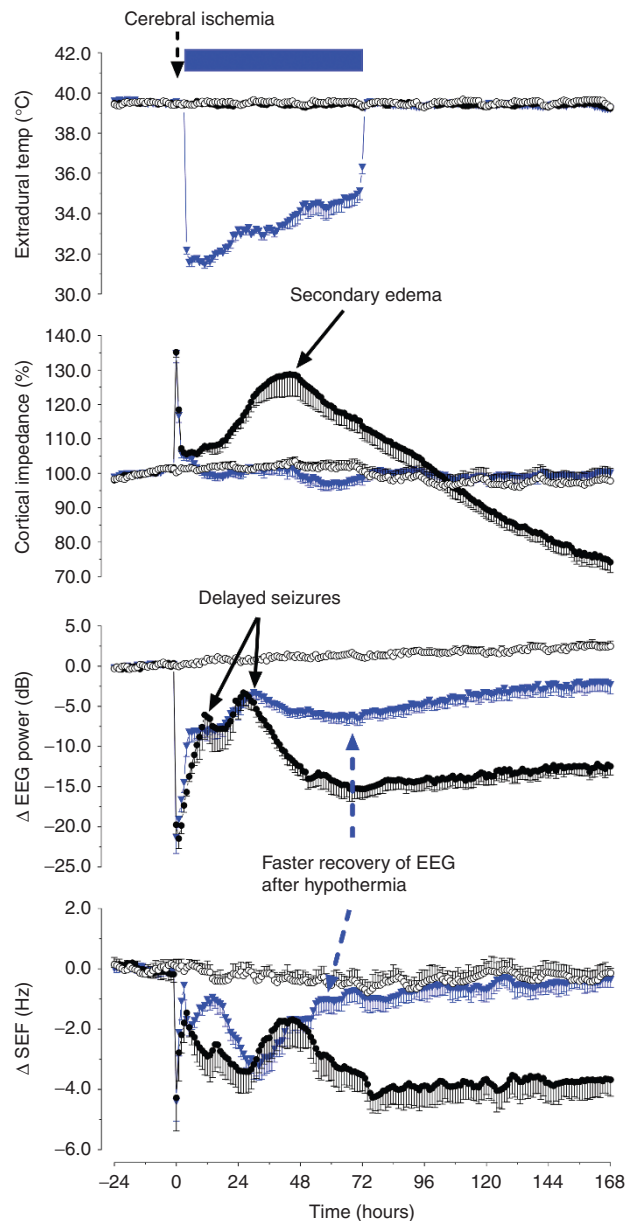 Cerebral ischemia
42.0
40.0
38.0
36.0
34.0
32.0
30.0
Extradural temp (°C)
Secondary edema
140.0
130.0
120.0
110.0
100.0
90.0
80.0
70.0
Cortical impedance (%)
Delayed seizures
5.0
0.0
−5.0
−10.0
−15.0
−20.0
−25.0
Δ EEG power (dB)
Faster recovery of EEG
after hypothermia
2.0
0.0
−2.0
−4.0
−6.0
Δ SEF (Hz)
−24 0 24 48 72 96 120 144 168
Time (hours)